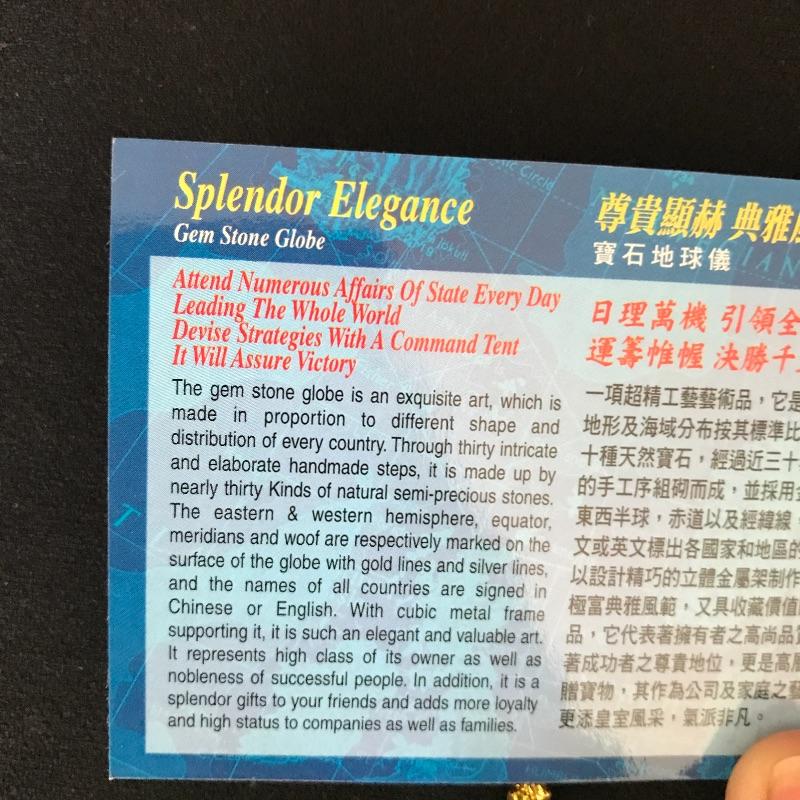 Splendor Elegance
Gem Stone Globe
Attend Numerous Affairs Of State Every Day
Leading The Whole World
Devise Strategies With A Command Tent
It Will Assure Victory
The gem stone globe is an exquisite art, which is
made in proportion to different shape and
distribution of every country. Through thirty intricate
and elaborate handmade steps, it is made up by
nearly thirty Kinds of natural semi-precious stones.
The eastern & western hemisphere, equator,
meridians and woof are respectively marked on the
surface of the globe with gold lines and silver lines,
and the names of all countries are signed in
Chinese or English. With cubic metal frame
supporting it, it is such an elegant and valuable art.
It represents high class of its owner as well as
nobleness of successful people. In addition, it is a
splendor gifts to your friends and adds more loyalty
and high status to companies as well as families.
尊貴顯赫 典雅
寶石地球儀
日理萬機 引領全
運籌帷幄 決勝千
一項超精工藝藝術品，它是
地形及海域分布按其標準比
十種天然寶石，經過近三十
的手工序組砌而成，並採用
東西半球，赤道以及經緯線
文或英文標出各國家和地區的
以設計精巧的立體金屬架制作
極富典雅風範，又具收藏價值
品，它代表著擁有者之高尚品
著成功者之尊貴地位，更是高
贈寶物，其作為公司及家庭之
更添皇室風采，氣派非凡。